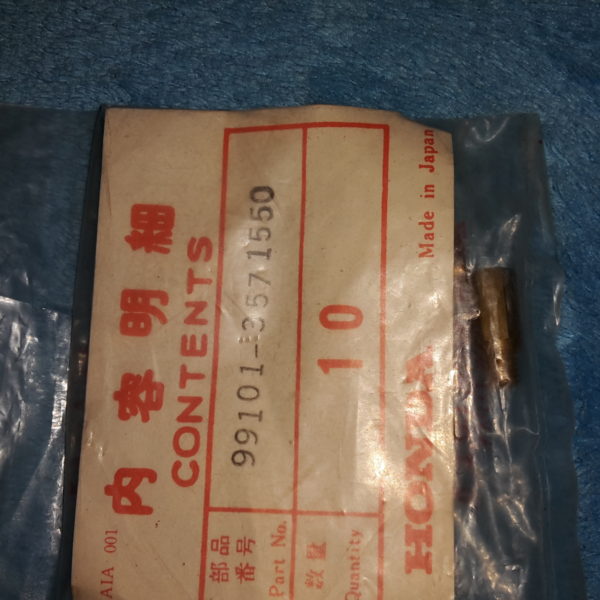 内容明細
CONTENTS
部品
番号
Part No.
99101-3571550
数量
Quantity
10
HONDA
Made in Japan
AIA 001